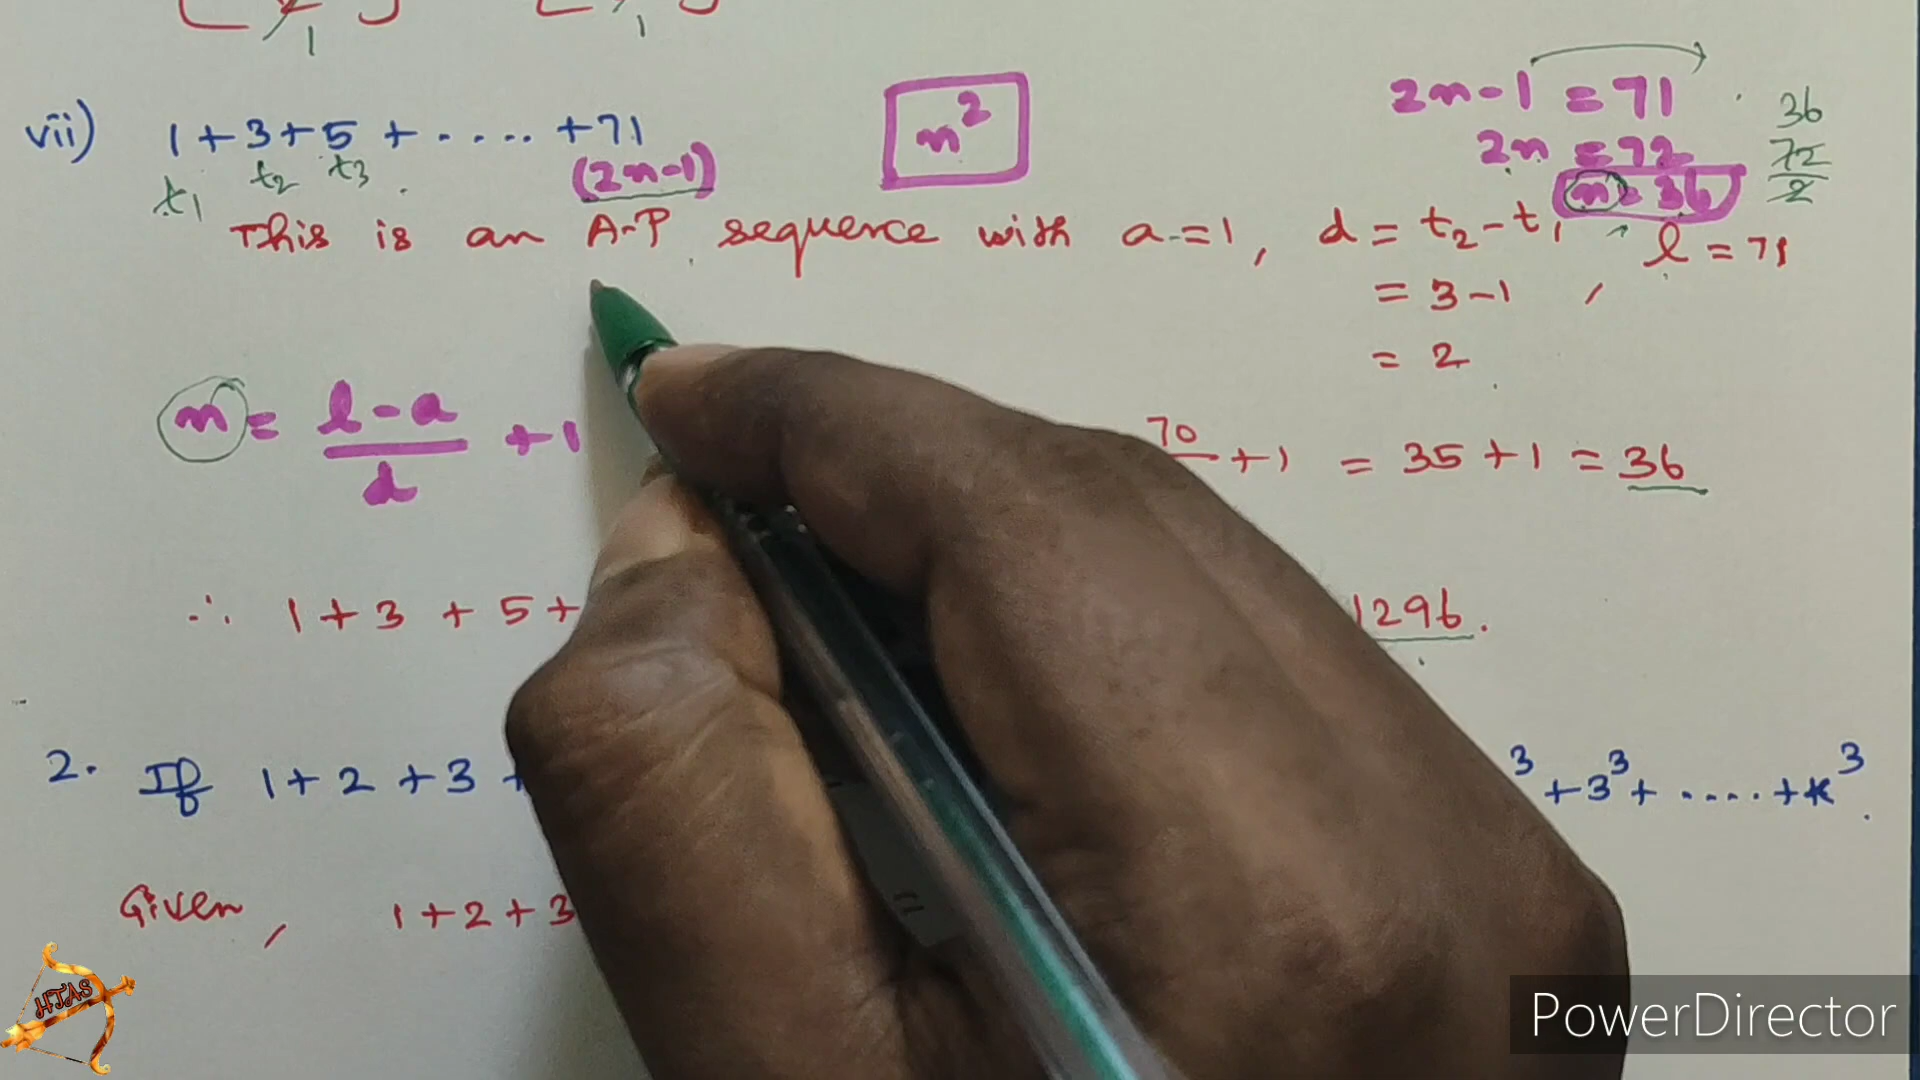 vii) 1 + 3 + 5 + ..... + 71
(2n-1)
t1 t2 t3
n²
2n-1 = 71
2n = 72
n = 36
36
72
2
This is an A.P. sequence with a = 1, d = t2 - t1, l = 71
= 3 - 1
= 2
n = l - a / d + 1
70 + 1 = 35 + 1 = 36
∴ 1 + 3 + 5 +
1296.
2. If 1 + 2 + 3 +
3 + 3³ + .... + k³.
Given, 1 + 2 + 3
HTAS
PowerDirector